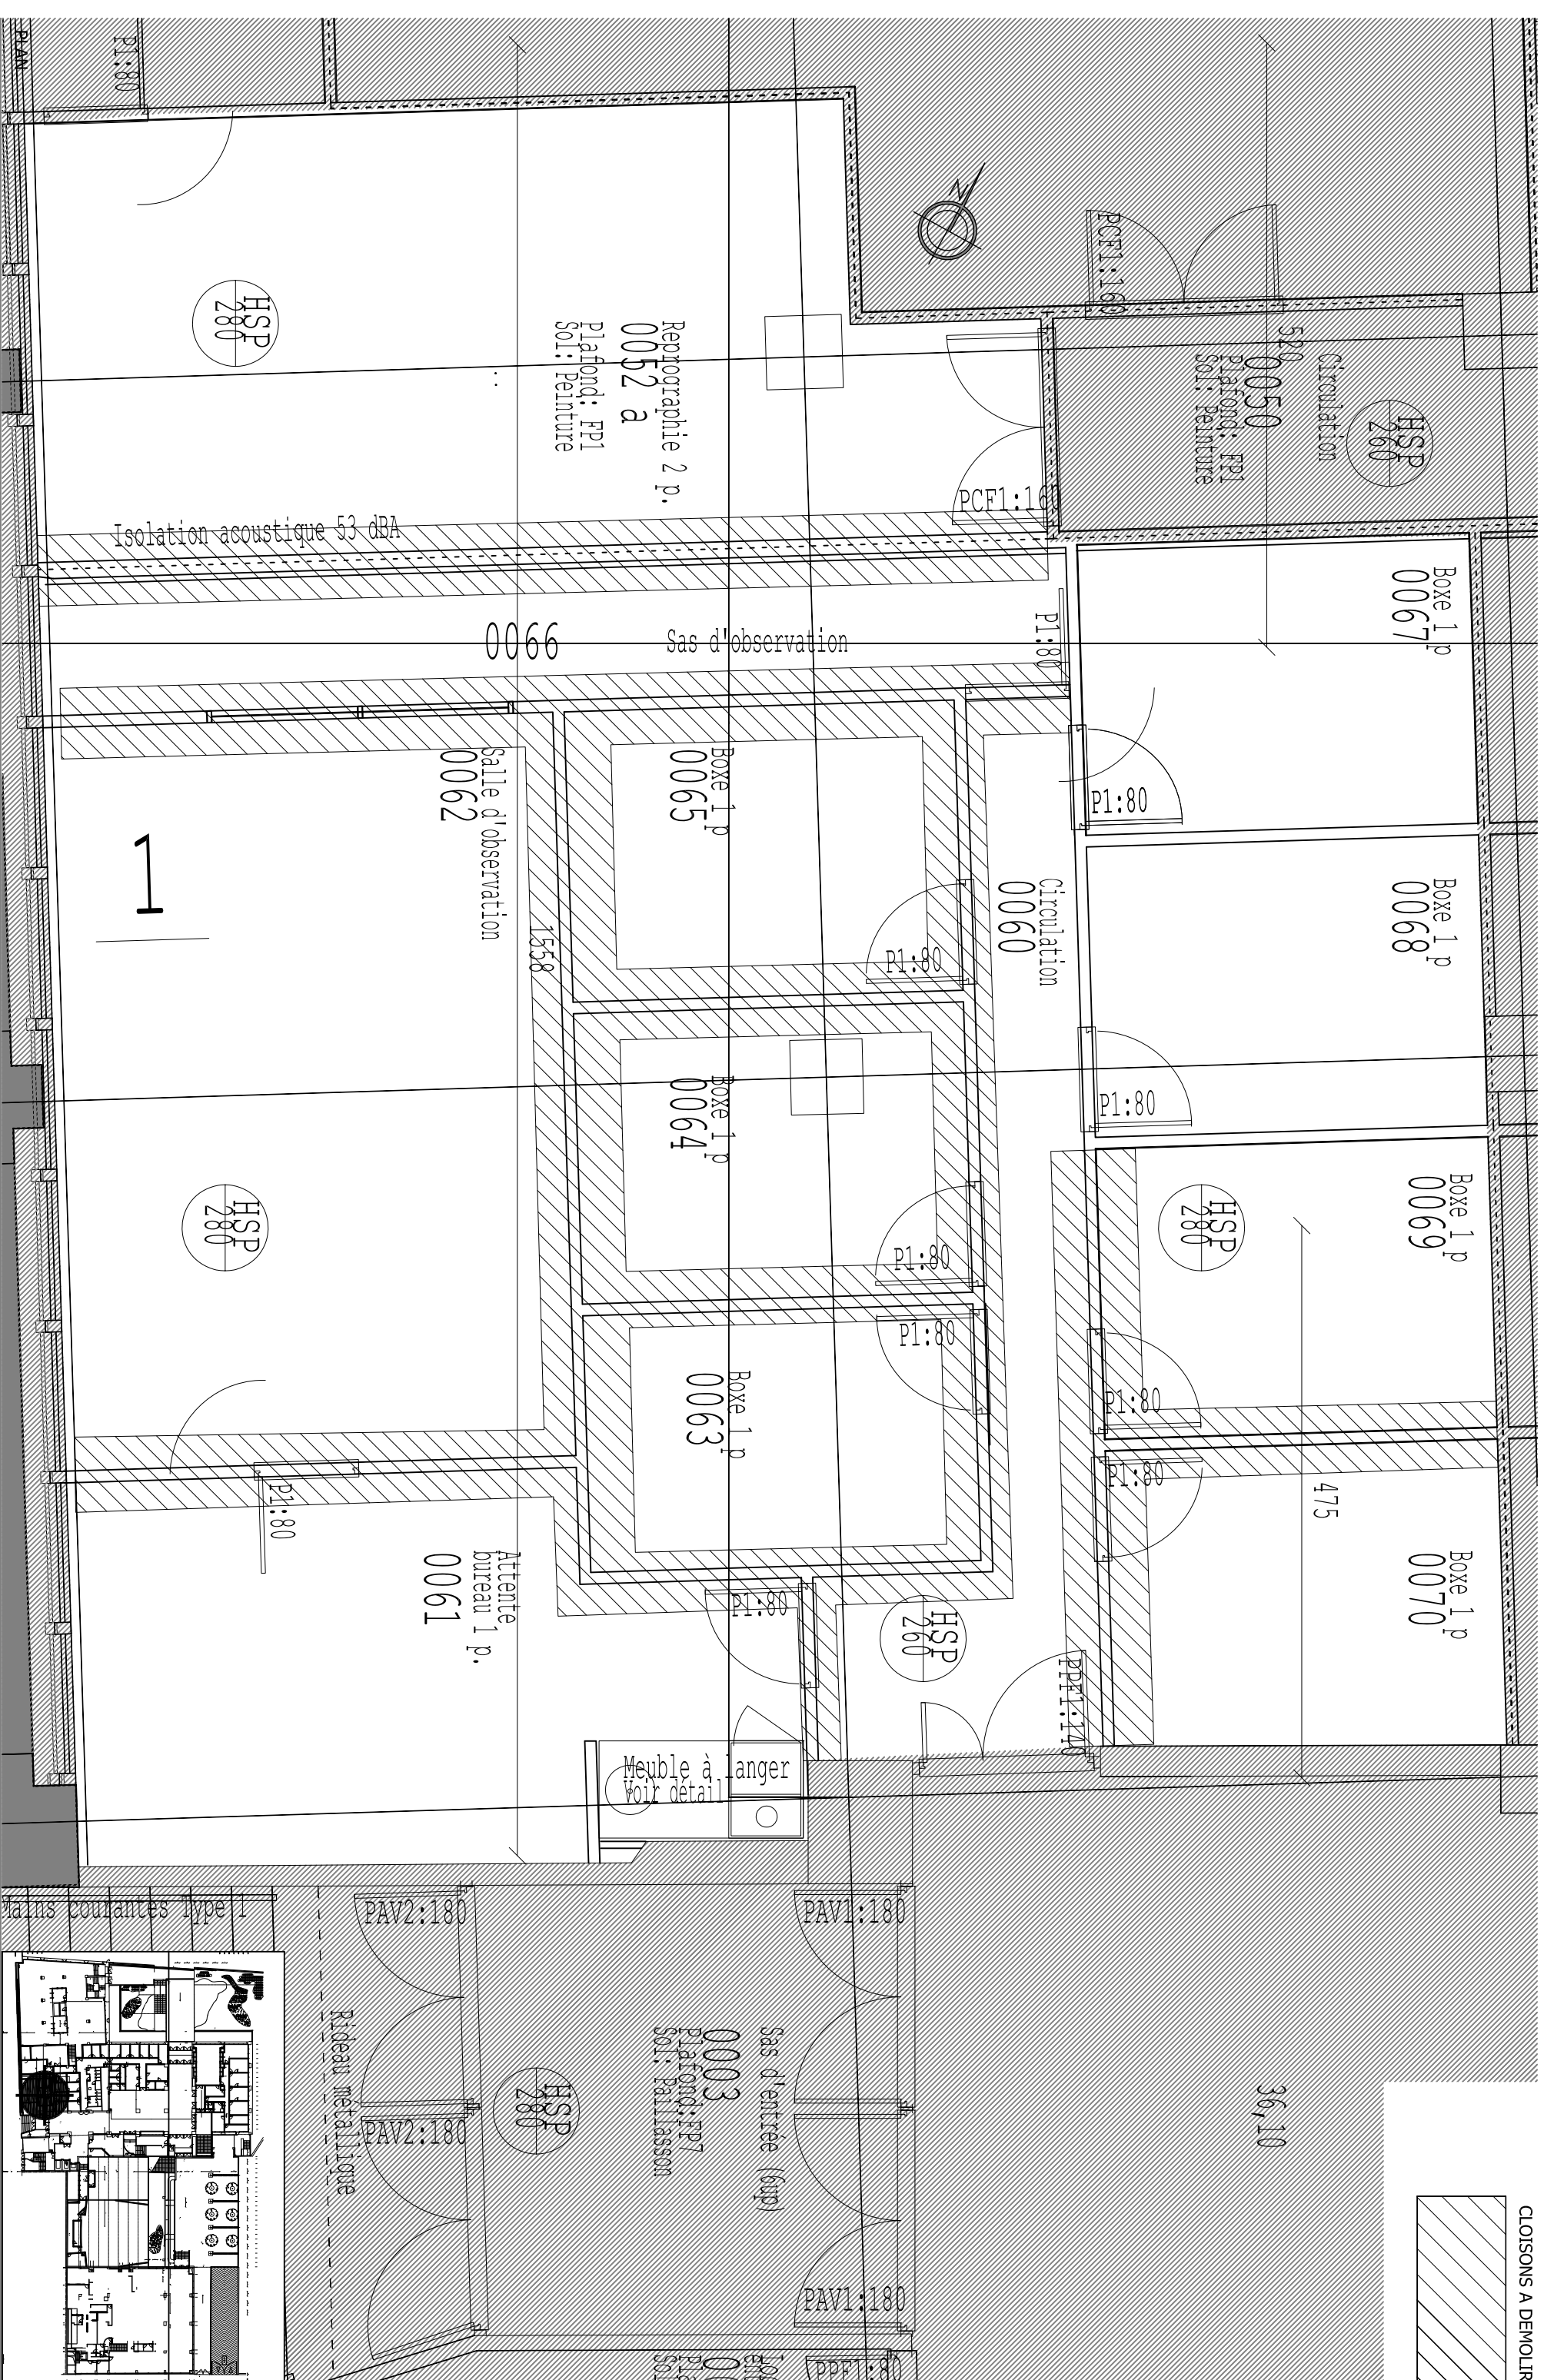 PLAN
P1:80
HSP
280
Reprographie 2 p.
0052 a
Plafond: FP1
Sol: Peinture
N
PCF1:160
520
Circulation
0050
Plafond: FP1
Sol: Peinture
HSP
260
Isolation acoustique 53 dBA
0066
Sas d'observation
P1:80
Boxe 1 p
0067
P1:80
Salle d'observation
0062
1
1558
Boxe 1 p
0065
P1:80
Circulation
0060
Boxe 1 p
0068
P1:80
Boxe 1 p
0064
P1:80
HSP
280
HSP
280
Boxe 1 p
0069
P1:80
P1:80
Boxe 1 p
0063
P1:80
475
P1:80
Attente
bureau 1 p.
0061
P1:80
HSP
260
Boxe 1 p
0070
PPF1:140
Meuble à langer
Voir détail
Mains courantes Type 1
PAV2:180
PAV1:180
Rideau métallique
PAV2:180
HSP
280
Sas d'entrée (6up)
0003
Plafond:FP7
Sol: Paillasson
36,10
PAV1:180
PPF1:80
CLOISONS A DEMOLIR